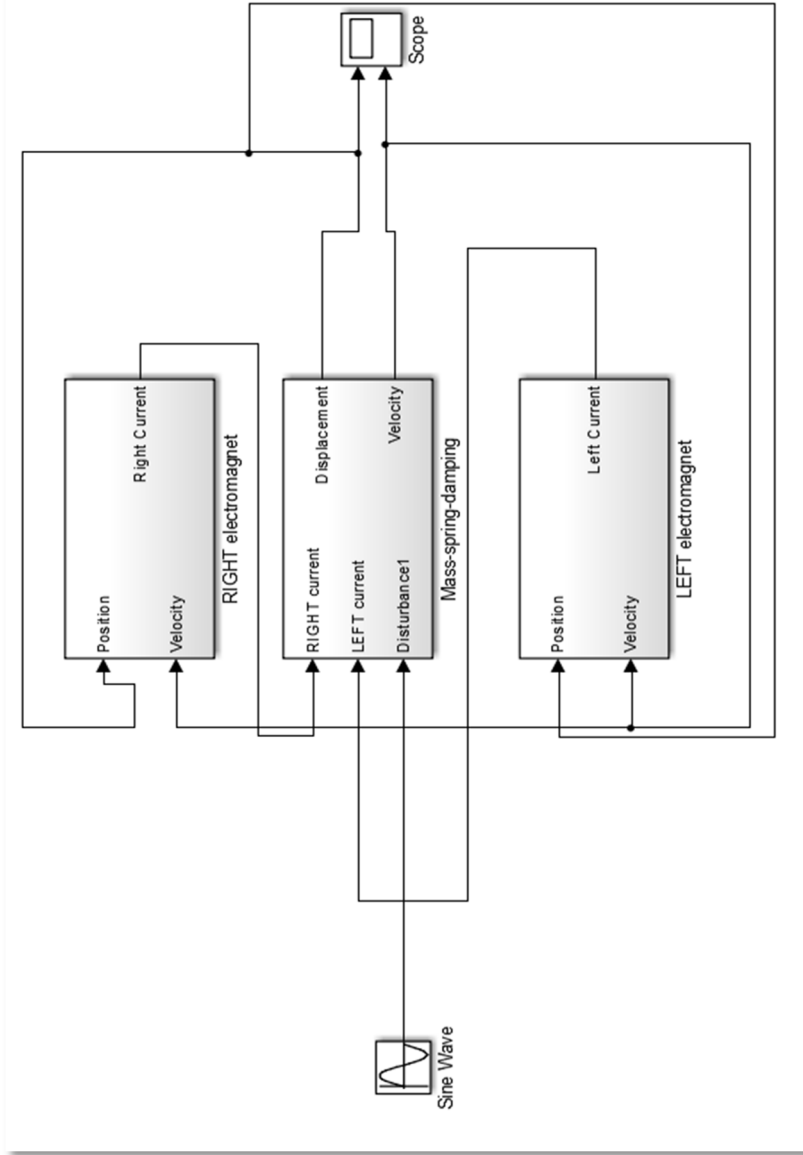 Position
Velocity
Right Current
RIGHT electromagnet
RIGHT current
LEFT current
Disturbance1
Displacement
Velocity
Mass-spring-damping
Position
Velocity
Left Current
LEFT electromagnet
Sine Wave
Scope